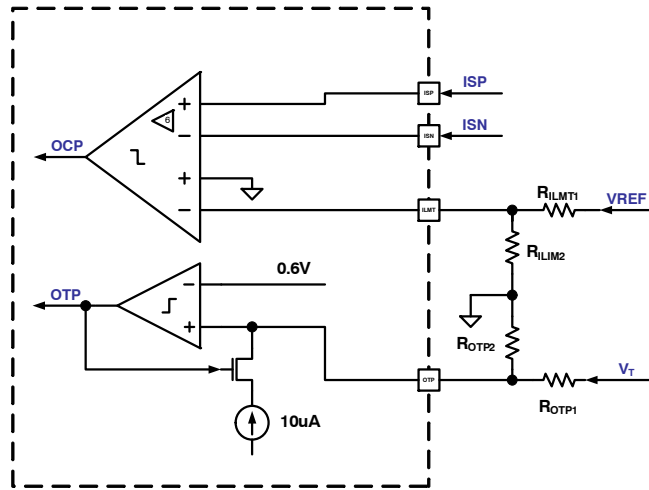 ISP
ISP
+
6
OCP
−
ISN
ISN
+
−
ILMT
RILMT1
VREF
RILIM2
0.6V
OTP
−
+
ROTP2
OTP
VT
ROTP1
10uA